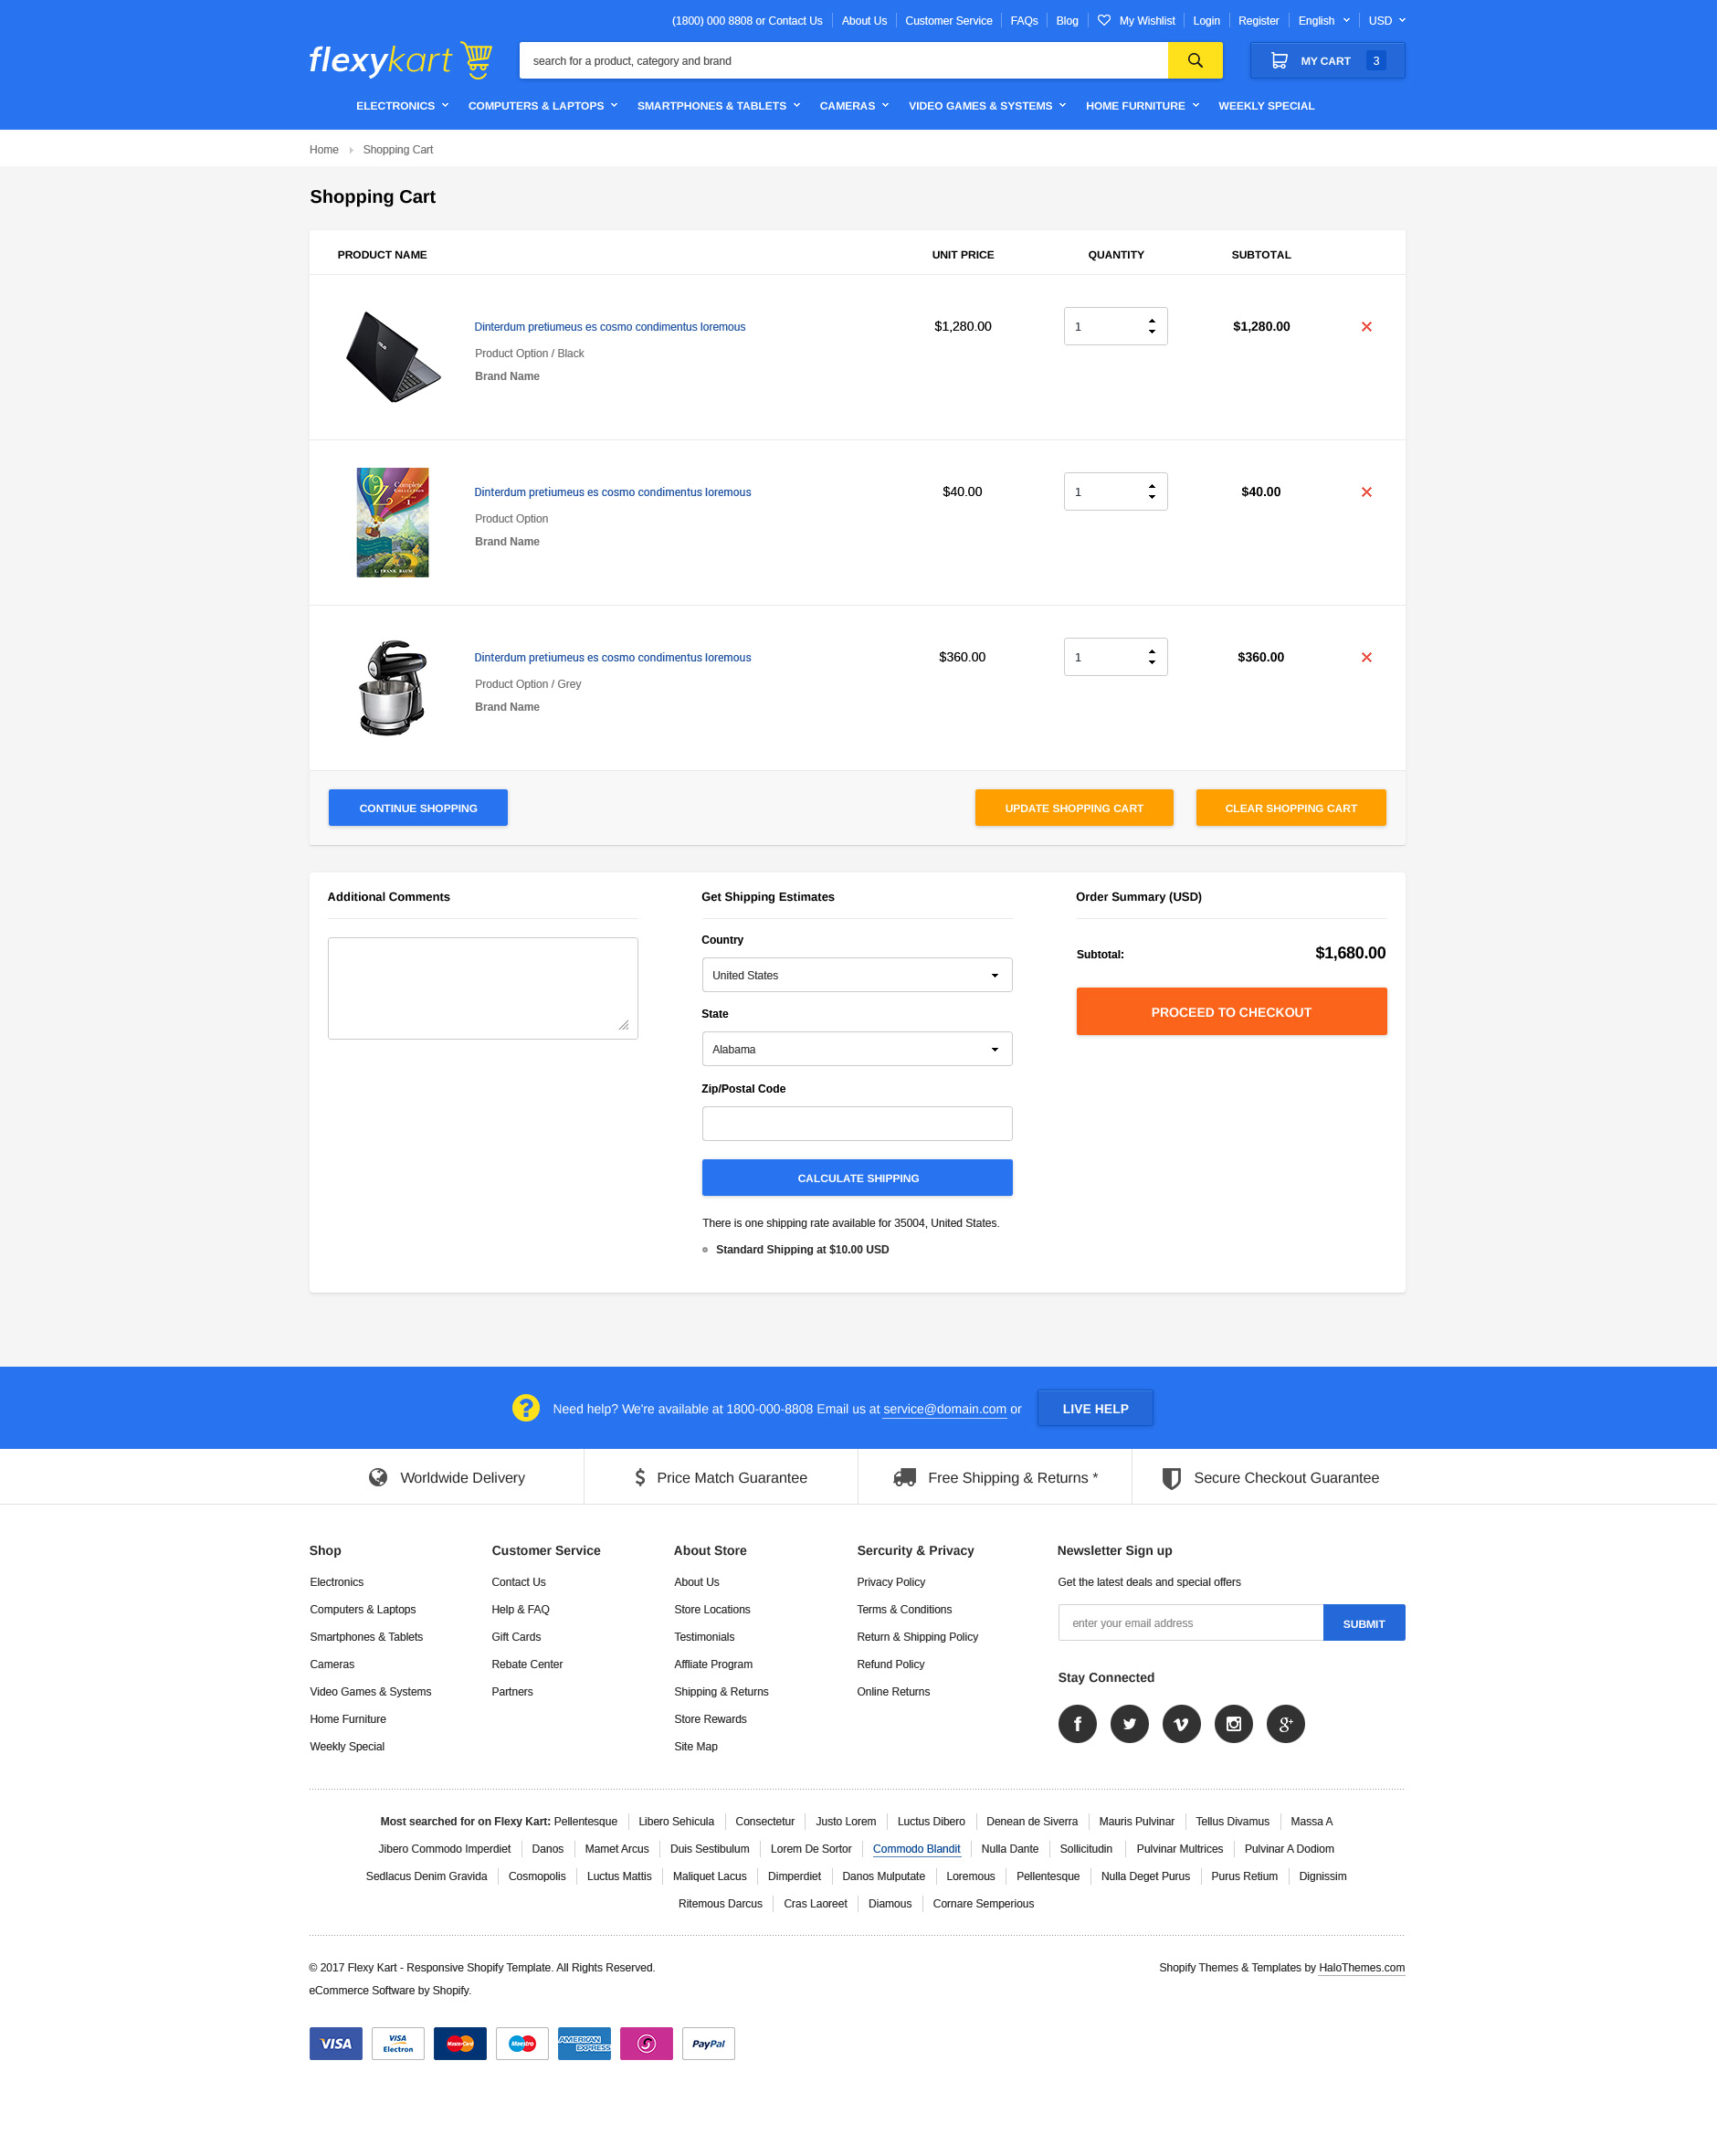 (1800) 000 8808 or Contact Us About Us Customer Service FAQs Blog My Wishlist Login Register English USD
flexykart search for a product, category and brand MY CART 3
ELECTRONICS COMPUTERS & LAPTOPS SMARTPHONES & TABLETS CAMERAS VIDEO GAMES & SYSTEMS HOME FURNITURE WEEKLY SPECIAL
Home Shopping Cart
Shopping Cart
PRODUCT NAME UNIT PRICE QUANTITY SUBTOTAL
Dinterdum pretiumeus es cosmo condimentus loremous $1,280.00 1 $1,280.00
Product Option / Black
Brand Name
OZ Complete Collection 1 L. FRANK BAUM
Dinterdum pretiumeus es cosmo condimentus loremous $40.00 1 $40.00
Product Option
Brand Name
Dinterdum pretiumeus es cosmo condimentus loremous $360.00 1 $360.00
Product Option / Grey
Brand Name
CONTINUE SHOPPING UPDATE SHOPPING CART CLEAR SHOPPING CART
Additional Comments
Get Shipping Estimates
Country
United States
State
Alabama
Zip/Postal Code
CALCULATE SHIPPING
There is one shipping rate available for 35004, United States.
Standard Shipping at $10.00 USD
Order Summary (USD)
Subtotal: $1,680.00
PROCEED TO CHECKOUT
Need help? We're available at 1800-000-8808 Email us at service@domain.com or LIVE HELP
Worldwide Delivery Price Match Guarantee Free Shipping & Returns * Secure Checkout Guarantee
Shop
Electronics
Computers & Laptops
Smartphones & Tablets
Cameras
Video Games & Systems
Home Furniture
Weekly Special
Customer Service
Contact Us
Help & FAQ
Gift Cards
Rebate Center
Partners
About Store
About Us
Store Locations
Testimonials
Affliate Program
Shipping & Returns
Store Rewards
Site Map
Sercurity & Privacy
Privacy Policy
Terms & Conditions
Return & Shipping Policy
Refund Policy
Online Returns
Newsletter Sign up
Get the latest deals and special offers
enter your email address SUBMIT
Stay Connected
Most searched for on Flexy Kart: Pellentesque Libero Sehicula Consectetur Justo Lorem Luctus Dibero Denean de Siverra Mauris Pulvinar Tellus Divamus Massa A
Jibero Commodo Imperdiet Danos Mamet Arcus Duis Sestibulum Lorem De Sortor Commodo Blandit Nulla Dante Sollicitudin Pulvinar Multrices Pulvinar A Dodiom
Sedlacus Denim Gravida Cosmopolis Luctus Mattis Maliquet Lacus Dimperdiet Danos Mulputate Loremous Pellentesque Nulla Deget Purus Purus Retium Dignissim
Ritemous Darcus Cras Laoreet Diamous Cornare Semperious
© 2017 Flexy Kart - Responsive Shopify Template. All Rights Reserved.
eCommerce Software by Shopify.
Shopify Themes & Templates by HaloThemes.com
VISA VISA Electron MasterCard Maestro AMERICAN EXPRESS PayPal